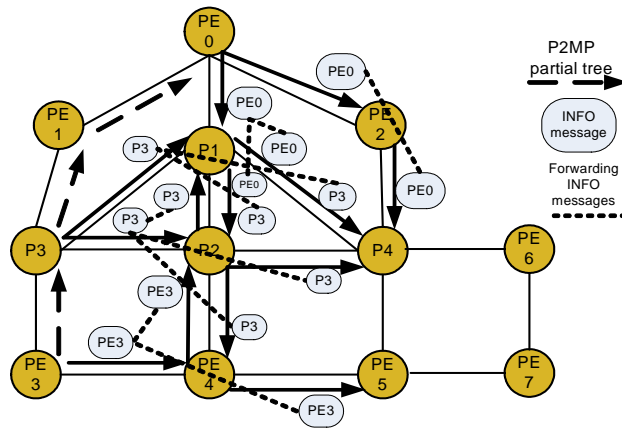 PE
0
P2MP
partial tree
PE0
PE
1
PE0
PE
2
INFO
message
P1
PE0
P3
Forwarding
INFO
messages
PE0
PE0
P3
P3
P3
P3
P3
P2
P4
PE
6
P3
PE3
P3
PE3
PE
3
PE
4
PE
5
PE
7
PE3